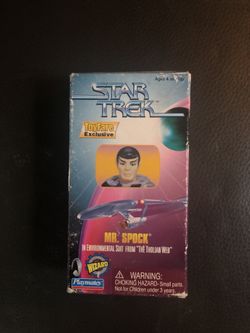 Ages 4 and up
STAR
TREK
ToyFare
Exclusive
MR. SPOCK
IN ENVIRONMENTAL SUIT FROM "THE THOLIAN WEB"
WIZARD
Playmates
WARNING:
CHOKING HAZARD- Small parts.
Not for Children under 3 years.